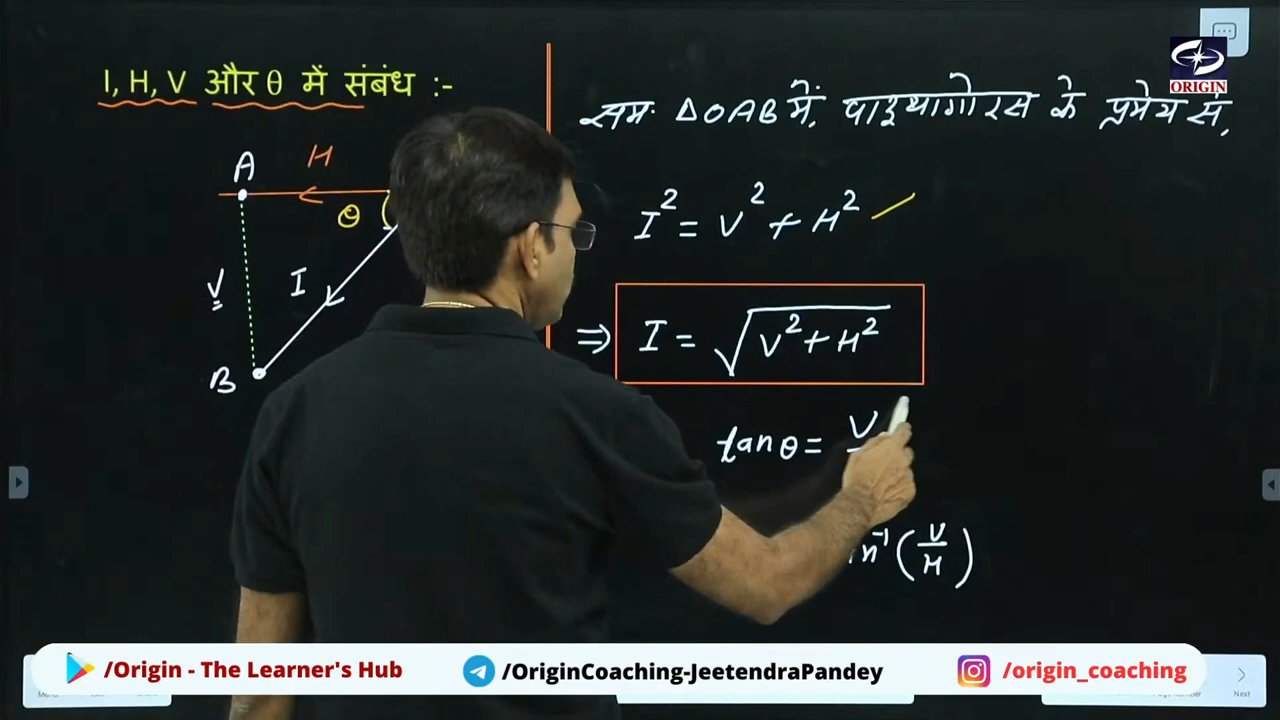 ORIGIN
I, H, V और θ में संबंध :-
A
H
θ
V
I
B
सम. ΔOAB में, पाइथागोरस के प्रमेय से,
I² = V² + H²
⇒ I = √(V² + H²)
tanθ = V
(V/H)
/Origin - The Learner's Hub
/OriginCoaching-JeetendraPandey
/origin_coaching
Next